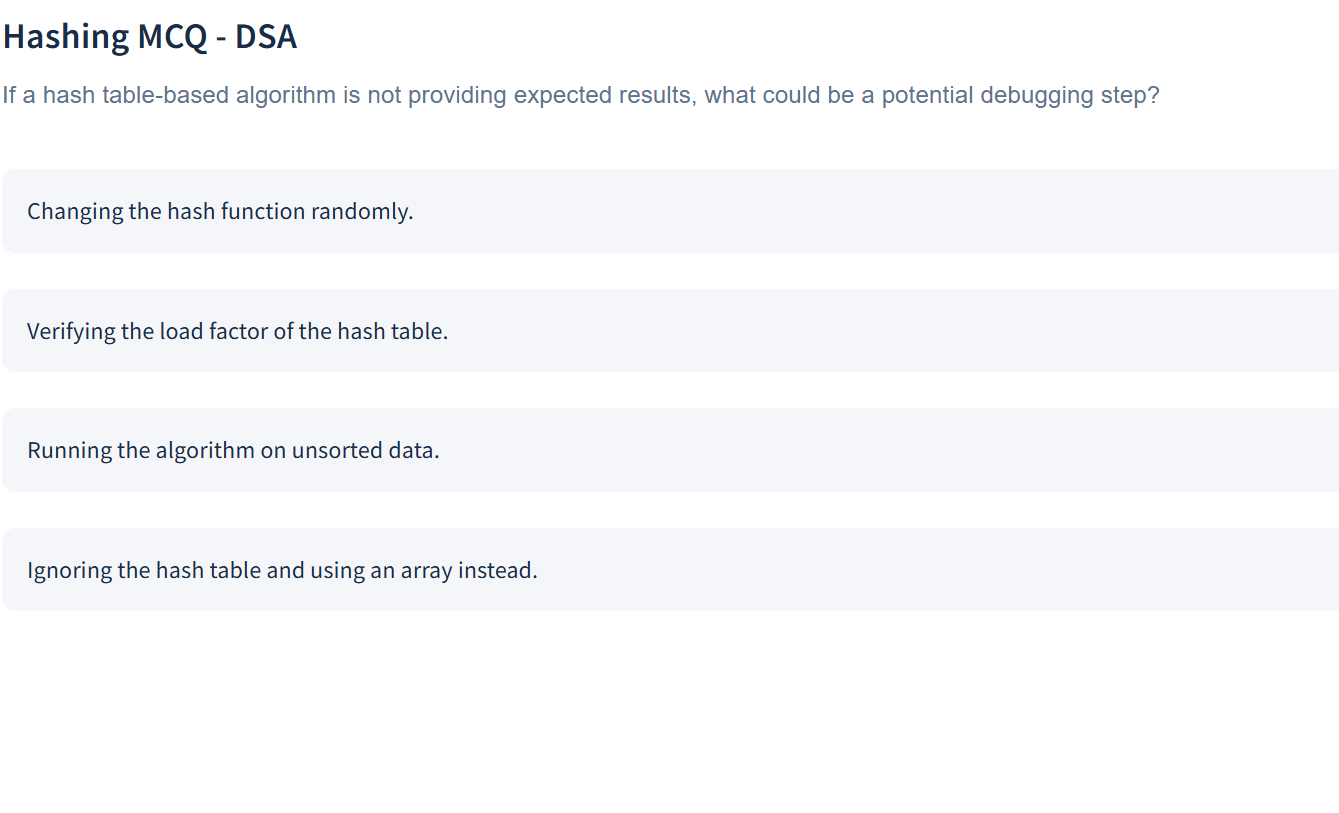 Hashing MCQ - DSA
If a hash table-based algorithm is not providing expected results, what could be a potential debugging step?
Changing the hash function randomly.
Verifying the load factor of the hash table.
Running the algorithm on unsorted data.
Ignoring the hash table and using an array instead.